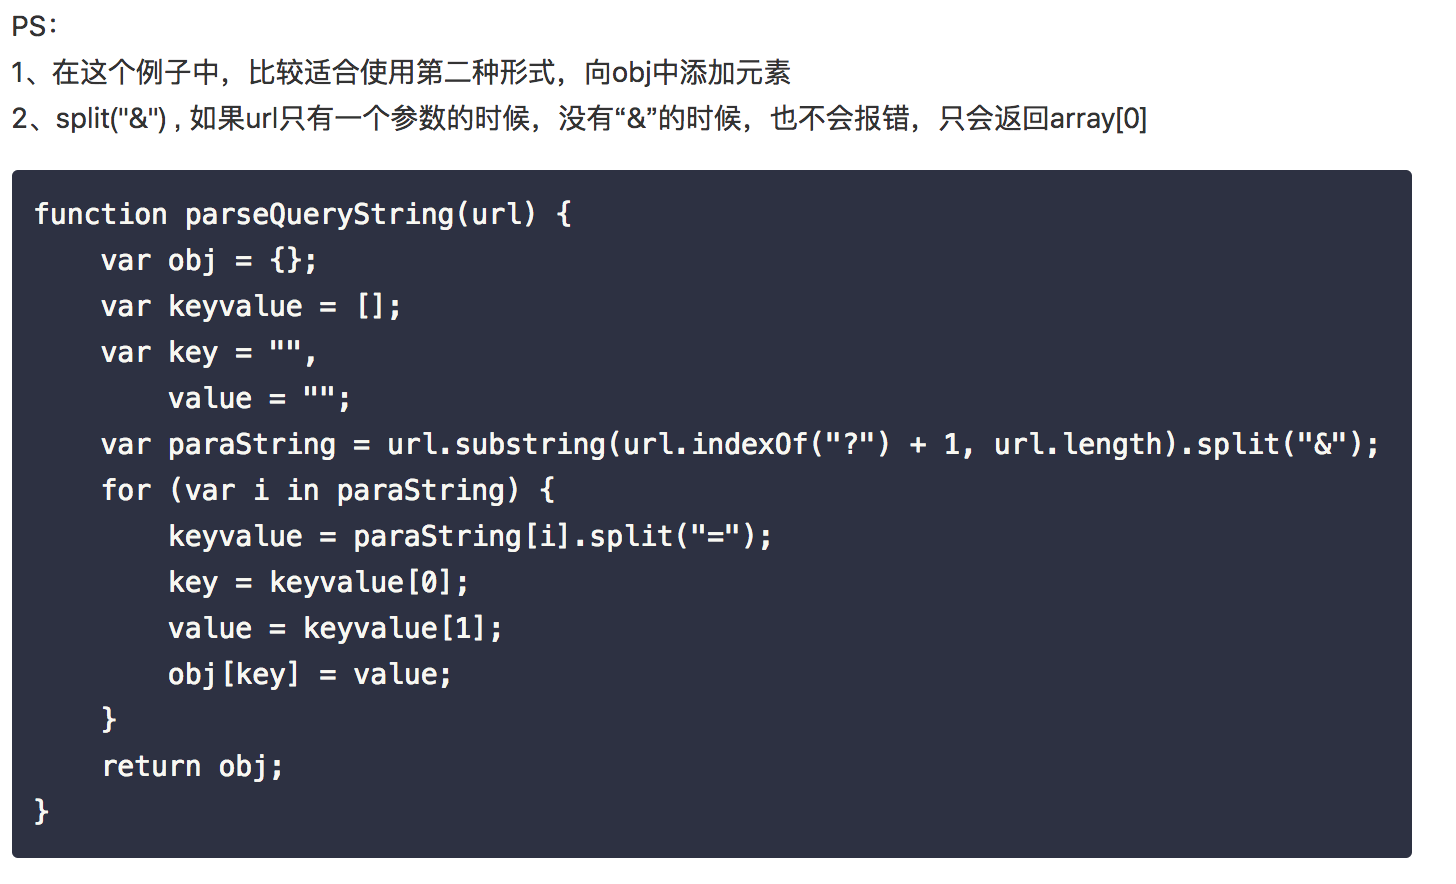 PS：
1、在这个例子中，比较适合使用第二种形式，向obj中添加元素
2、split("&") , 如果url只有一个参数的时候，没有“&”的时候，也不会报错，只会返回array[0]
function parseQueryString(url) {
    var obj = {};
    var keyvalue = [];
    var key = "",
        value = "";
    var paraString = url.substring(url.indexOf("?") + 1, url.length).split("&");
    for (var i in paraString) {
        keyvalue = paraString[i].split("=");
        key = keyvalue[0];
        value = keyvalue[1];
        obj[key] = value;
    }
    return obj;
}